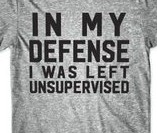 IN MY
DEFENSE
I WAS LEFT
UNSUPERVISED